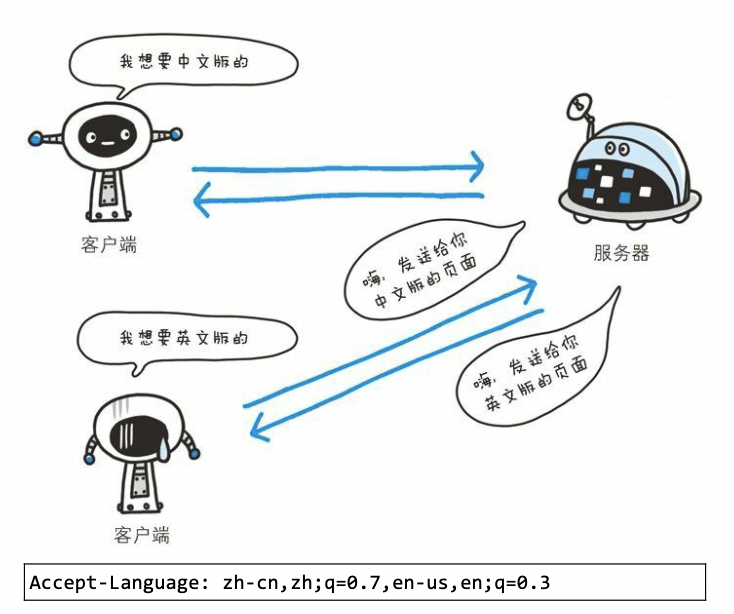 我想要中文版的
客户端
服务器
嗨，发送给你
中文版的页面
我想要英文版的
嗨，发送给你
英文版的页面
客户端
Accept-Language: zh-cn,zh;q=0.7,en-us,en;q=0.3